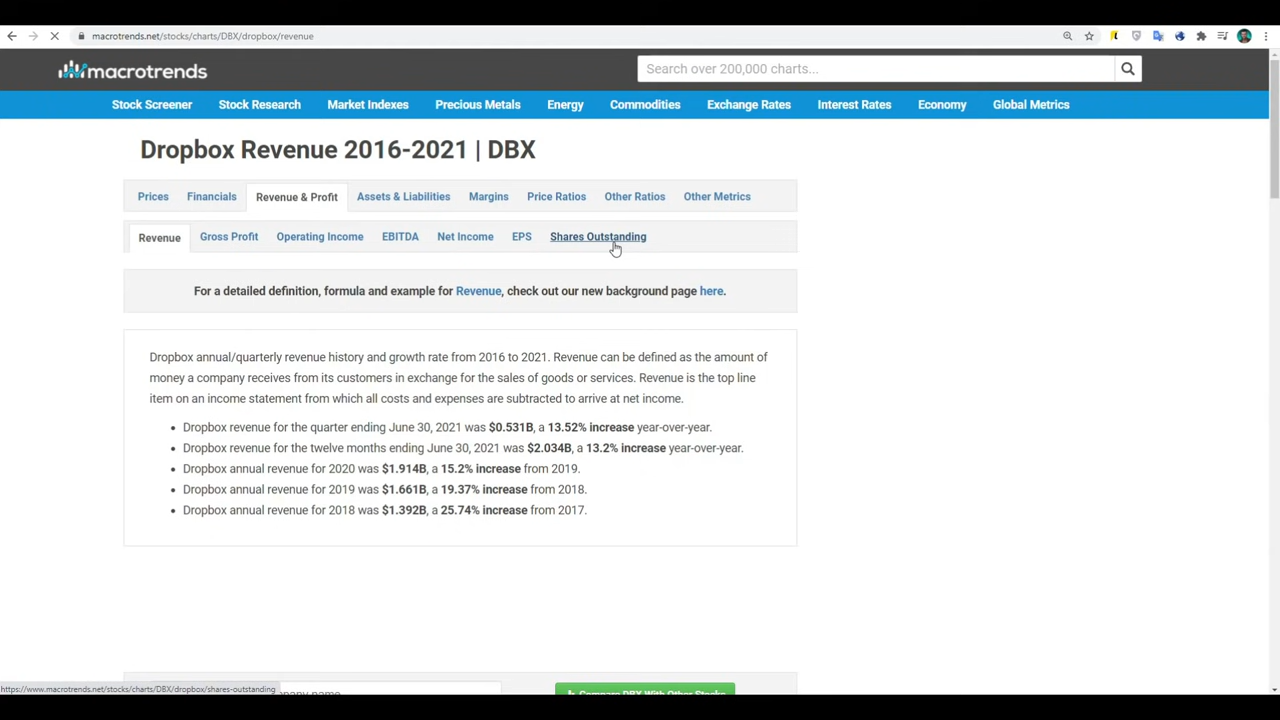 macrotrends.net/stocks/charts/DBX/dropbox/revenue
macrotrends
Search over 200,000 charts...
Stock Screener Stock Research Market Indexes Precious Metals Energy Commodities Exchange Rates Interest Rates Economy Global Metrics
Dropbox Revenue 2016-2021 | DBX
Prices Financials Revenue & Profit Assets & Liabilities Margins Price Ratios Other Ratios Other Metrics
Revenue Gross Profit Operating Income EBITDA Net Income EPS Shares Outstanding
For a detailed definition, formula and example for Revenue, check out our new background page here.
Dropbox annual/quarterly revenue history and growth rate from 2016 to 2021. Revenue can be defined as the amount of
money a company receives from its customers in exchange for the sales of goods or services. Revenue is the top line
item on an income statement from which all costs and expenses are subtracted to arrive at net income.
• Dropbox revenue for the quarter ending June 30, 2021 was $0.531B, a 13.52% increase year-over-year.
• Dropbox revenue for the twelve months ending June 30, 2021 was $2.034B, a 13.2% increase year-over-year.
• Dropbox annual revenue for 2020 was $1.914B, a 15.2% increase from 2019.
• Dropbox annual revenue for 2019 was $1.661B, a 19.37% increase from 2018.
• Dropbox annual revenue for 2018 was $1.392B, a 25.74% increase from 2017.
https://www.macrotrends.net/stocks/charts/DBX/dropbox/shares-outstanding
name
Compare DBX With Other Stocks